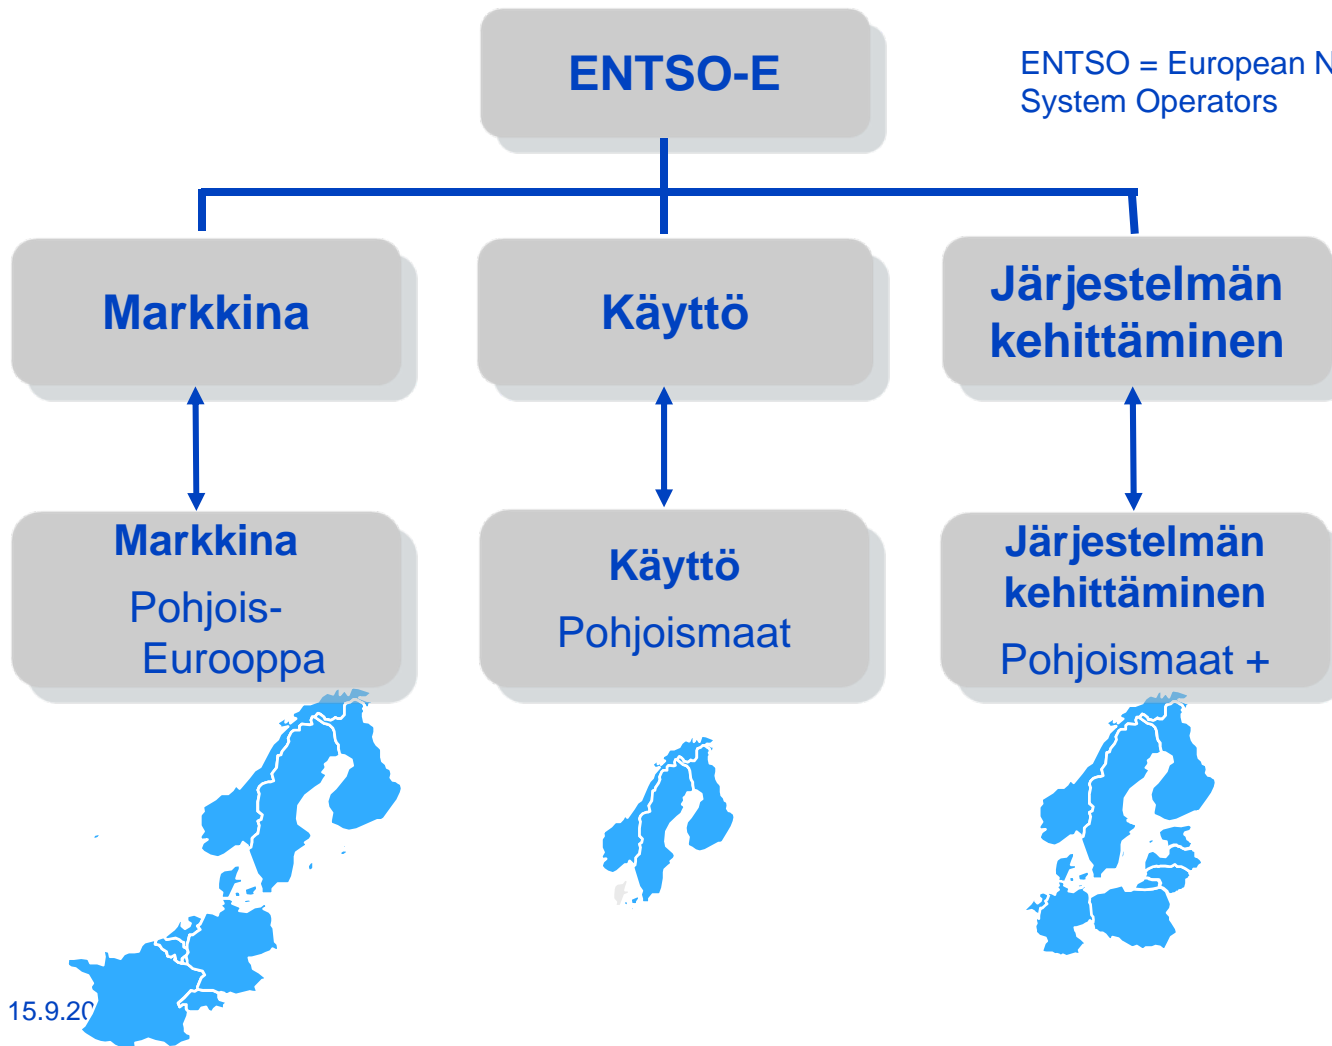 ENTSO-E
ENTSO = European N
System Operators
Markkina
Käyttö
Järjestelmän
kehittäminen
Markkina
Pohjois-
Eurooppa
Käyttö
Pohjoismaat
Järjestelmän
kehittäminen
Pohjoismaat +
15.9.20